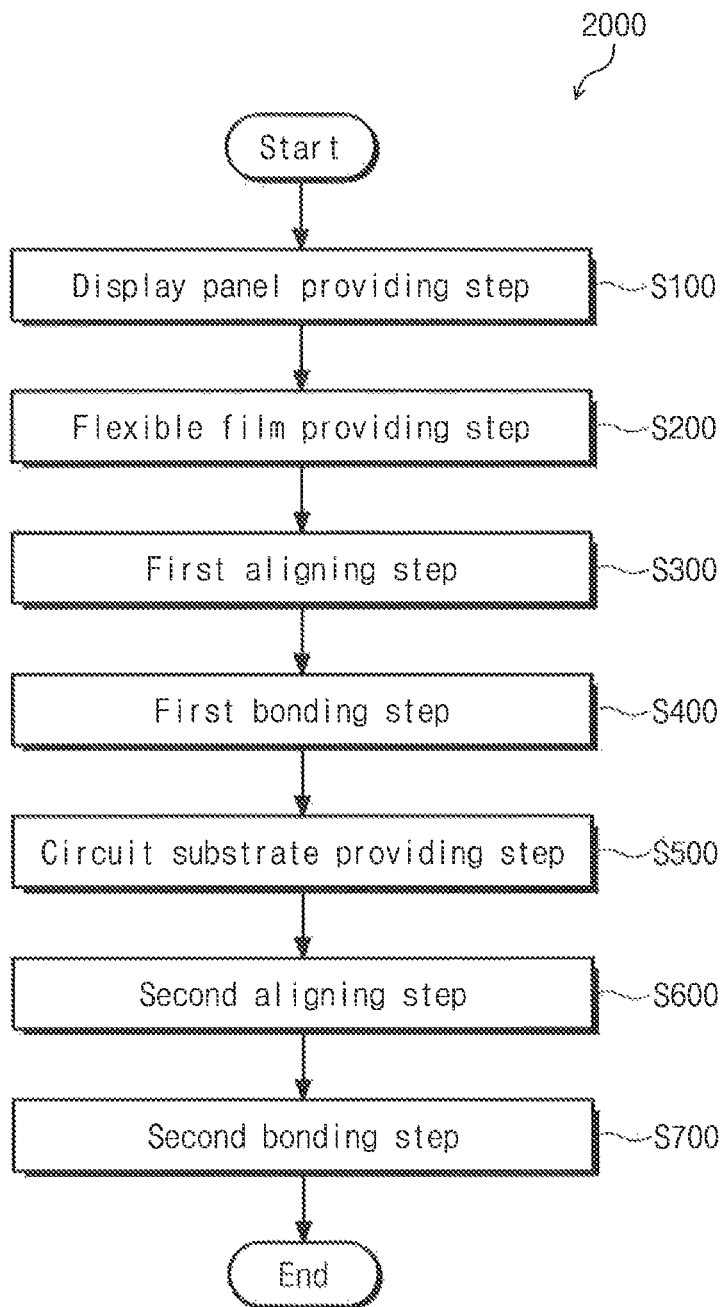 2000
Start
Display panel providing step
S100
Flexible film providing step
S200
First aligning step
S300
First bonding step
S400
Circuit substrate providing step
S500
Second aligning step
S600
Second bonding step
S700
End